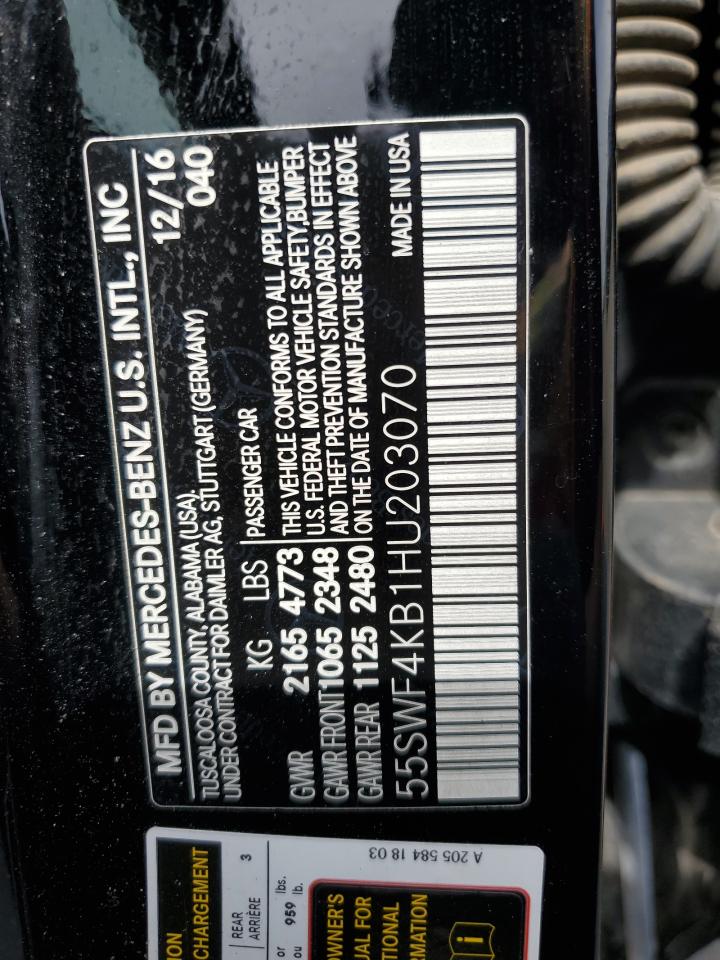 MFD BY MERCEDES-BENZ U.S. INTL., INC
TUSCALOOSA COUNTY, ALABAMA (USA), 12/16
UNDER CONTRACT FOR DAIMLER AG, STUTTGART (GERMANY) 040
KG LBS PASSENGER CAR
GVWR 2165 4773 THIS VEHICLE CONFORMS TO ALL APPLICABLE
U.S. FEDERAL MOTOR VEHICLE SAFETY, BUMPER
GAWR FRONT 1065 2348 AND THEFT PREVENTION STANDARDS IN EFFECT
GAWR REAR 1125 2480 ON THE DATE OF MANUFACTURE SHOWN ABOVE
55SWF4KB1HU203070 MADE IN USA
CHARGEMENT
REAR 3
ARRIÈRE
or lbs.
ou 959 lb.
OWNER'S
FOR
A 205 584 18 03